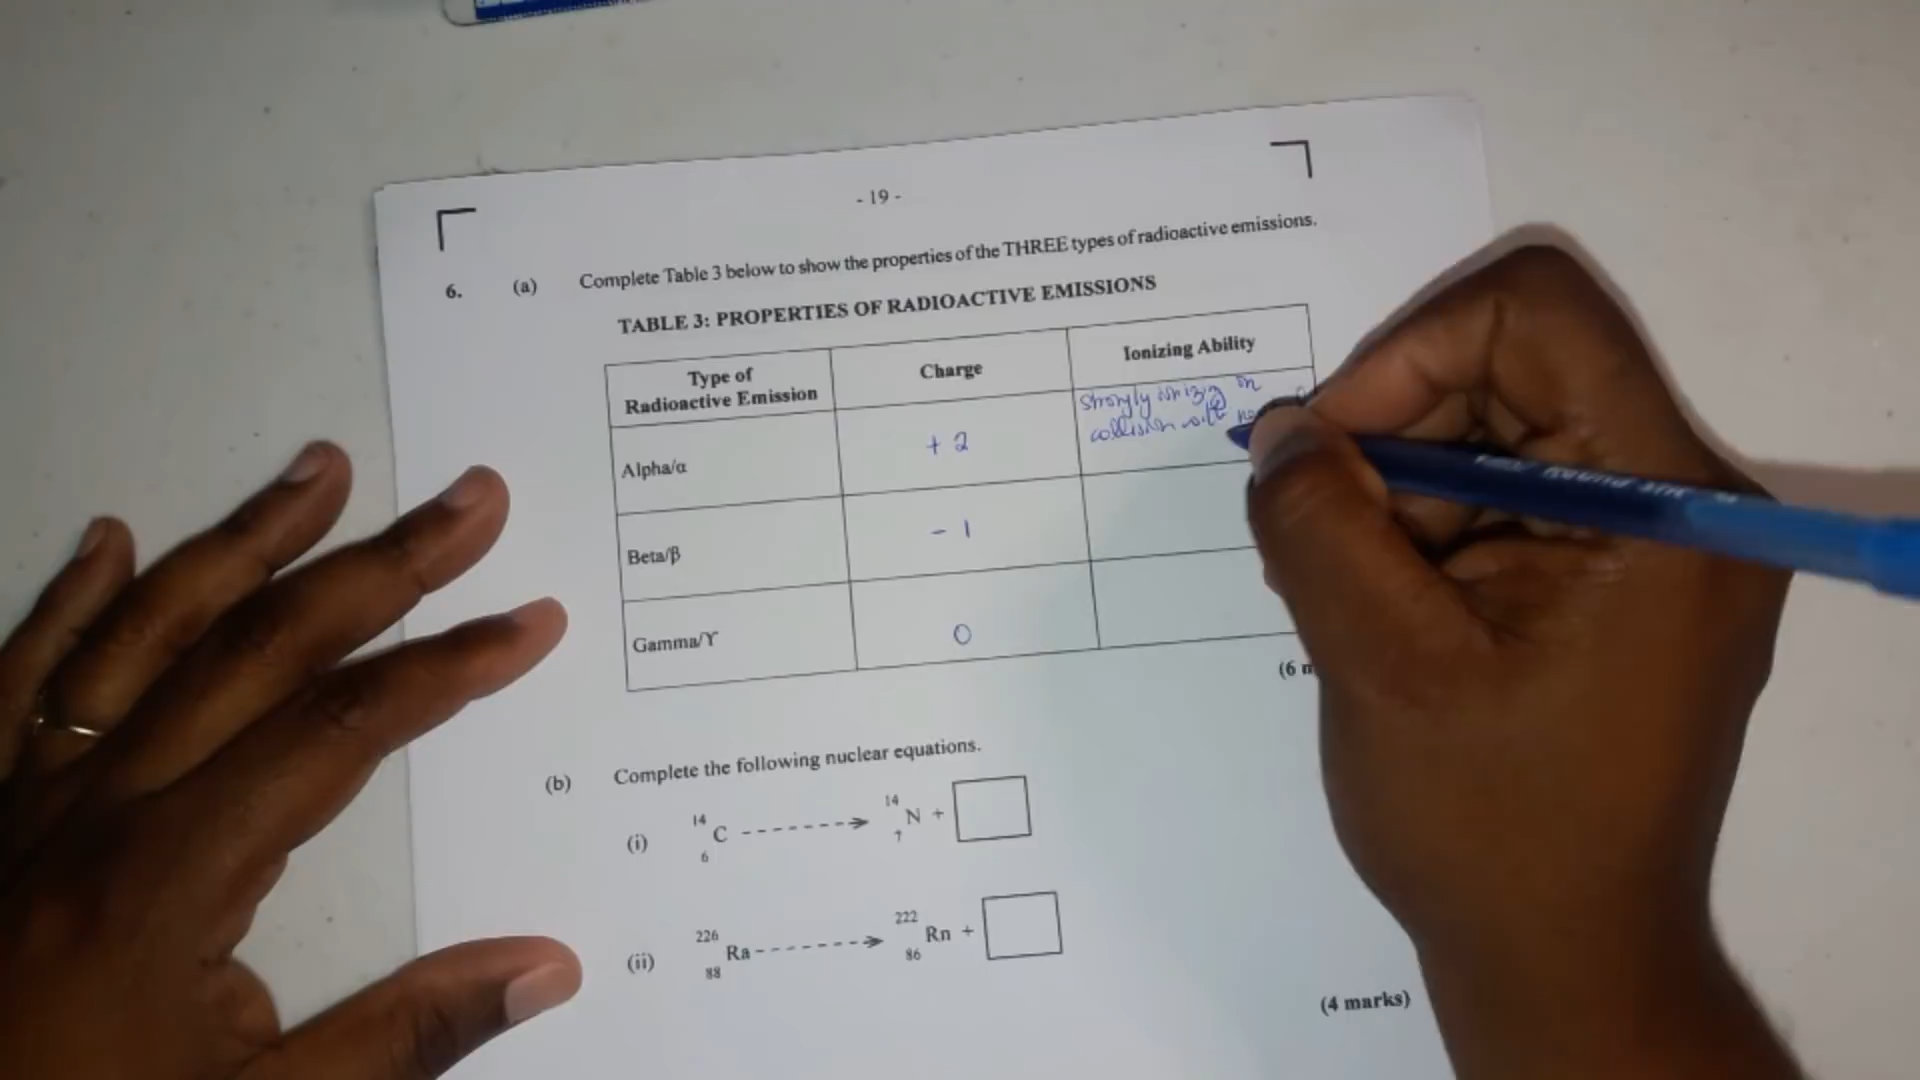 - 19 -
6. (a) Complete Table 3 below to show the properties of the THREE types of radioactive emissions.
TABLE 3: PROPERTIES OF RADIOACTIVE EMISSIONS
Type of
Radioactive Emission
Charge
Ionizing Ability
Alpha/α
+ 2
strongly ionizing on
collision with
Beta/β
- 1
Gamma/ϒ
0
(6
(b) Complete the following nuclear equations.
(i) 14 6 C -------> 14 7 N +
(ii) 226 88 Ra -------> 222 86 Rn +
(4 marks)